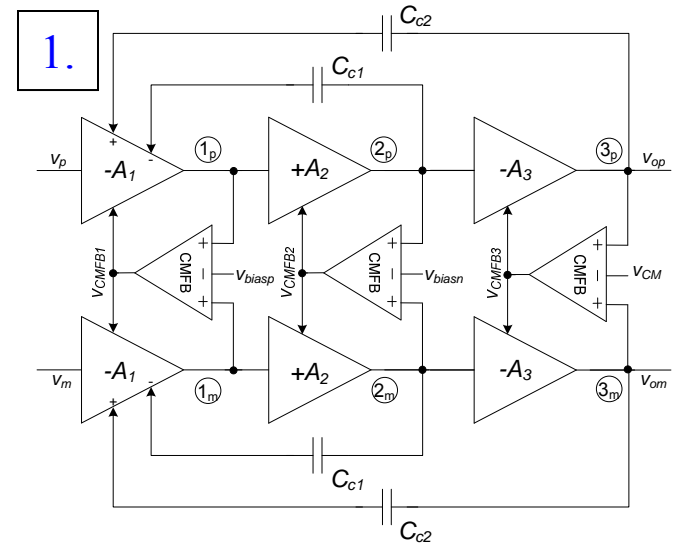 1.
C_c2
C_c1
+ -
v_p -A_1 1_p +A_2 2_p -A_3 3_p v_op
v_CMFB1 CMFB + − + v_biasp v_CMFB2 CMFB + − + v_biasn v_CMFB3 CMFB + − + v_CM
v_m -A_1 1_m +A_2 2_m -A_3 3_m v_om
+ -
C_c1
C_c2